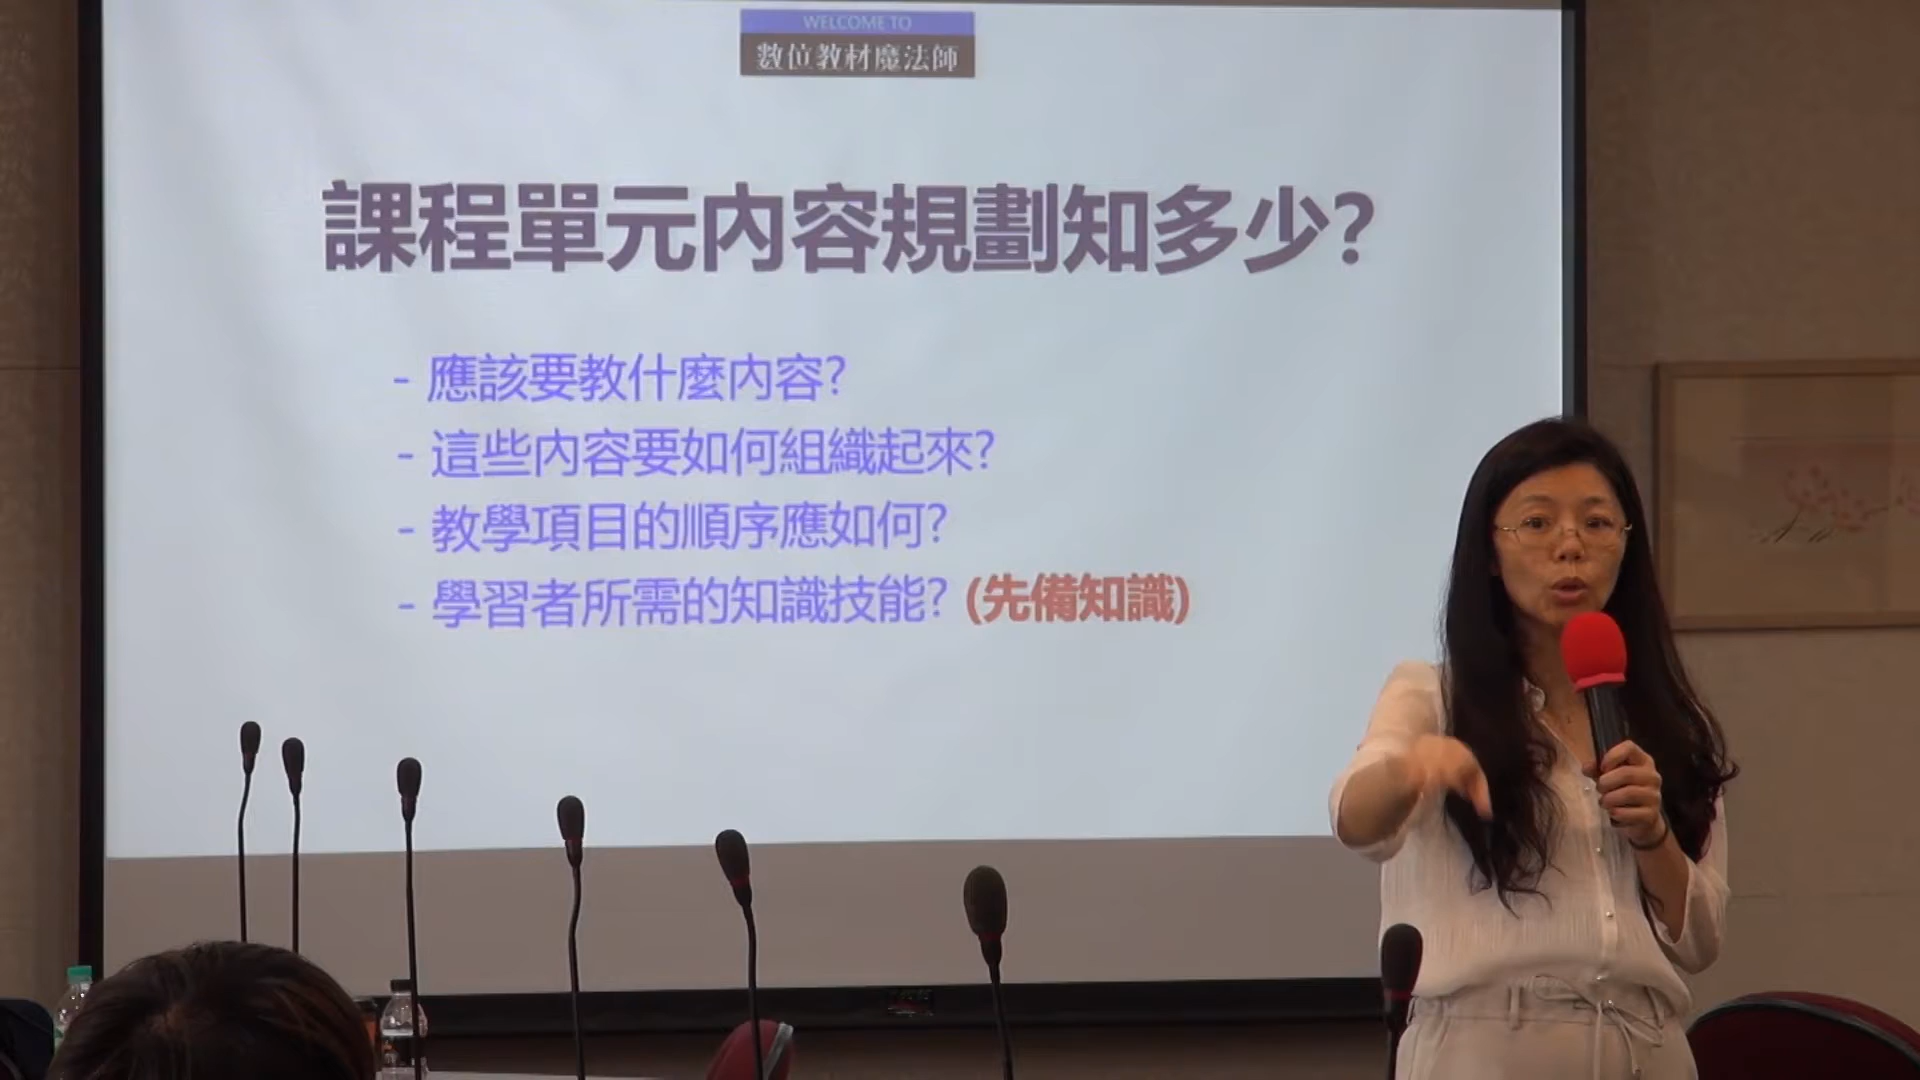 WELCOME TO
數位教材魔法師
課程單元內容規劃知多少?
- 應該要教什麼內容?
- 這些內容要如何組織起來?
- 教學項目的順序應如何?
- 學習者所需的知識技能? (先備知識)